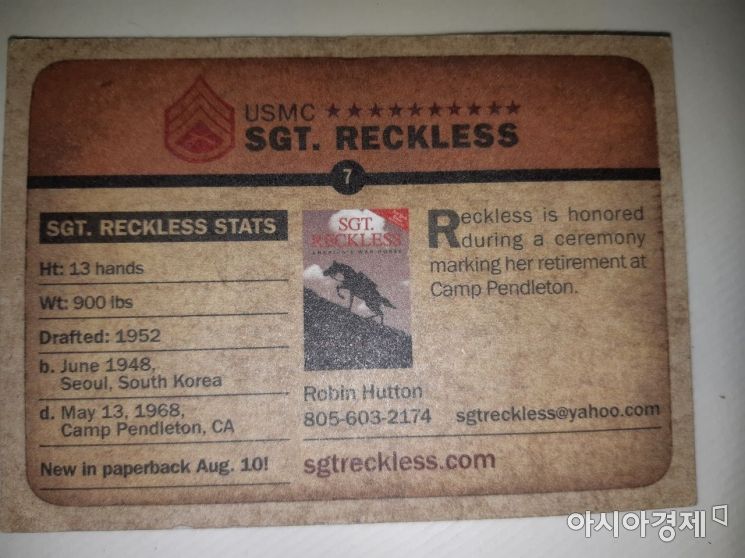 USMC ★★★★★★★★★★
SGT. RECKLESS
7
SGT. RECKLESS STATS
Ht: 13 hands
Wt: 900 lbs
Drafted: 1952
b. June 1948,
Seoul, South Korea
d. May 13, 1968,
Camp Pendleton, CA
New in paperback Aug. 10!
SGT.
RECKLESS
AMERICA'S WAR HORSE
Reckless is honored
during a ceremony
marking her retirement at
Camp Pendleton.
Robin Hutton
805-603-2174 sgtreckless@yahoo.com
sgtreckless.com
아시아경제